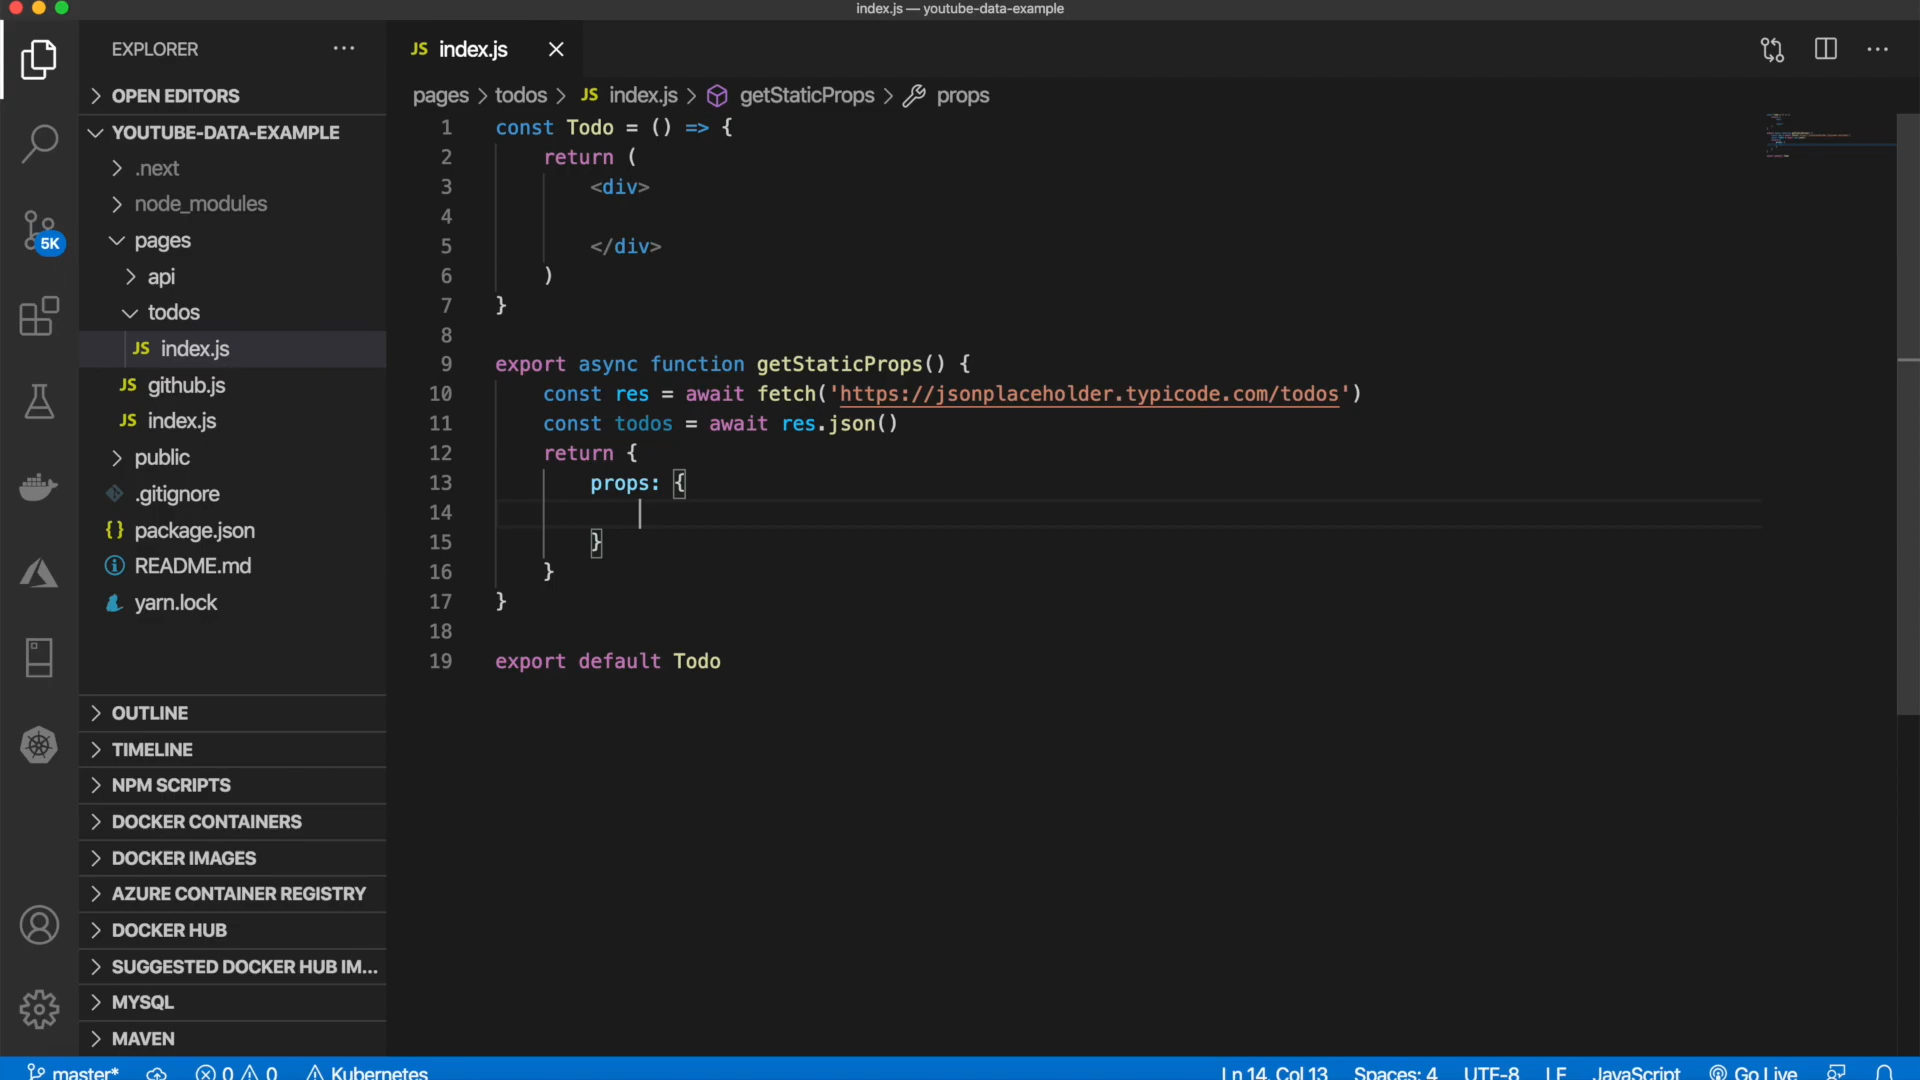 index.js — youtube-data-example
EXPLORER
JS index.js
OPEN EDITORS
pages > todos > JS index.js > getStaticProps > props
YOUTUBE-DATA-EXAMPLE
.next
node_modules
pages
api
todos
JS index.js
JS github.js
JS index.js
public
.gitignore
{} package.json
README.md
yarn.lock
OUTLINE
TIMELINE
NPM SCRIPTS
DOCKER CONTAINERS
DOCKER IMAGES
AZURE CONTAINER REGISTRY
DOCKER HUB
SUGGESTED DOCKER HUB IM...
MYSQL
MAVEN
5K
1 const Todo = () => {
2 return (
3 <div>
4
5 </div>
6 )
7 }
8
9 export async function getStaticProps() {
10 const res = await fetch('https://jsonplaceholder.typicode.com/todos')
11 const todos = await res.json()
12 return {
13 props: {
14
15 }
16 }
17 }
18
19 export default Todo
master* 0 0 Kubernetes Ln 14, Col 13 Spaces: 4 UTF-8 LF JavaScript Go Live